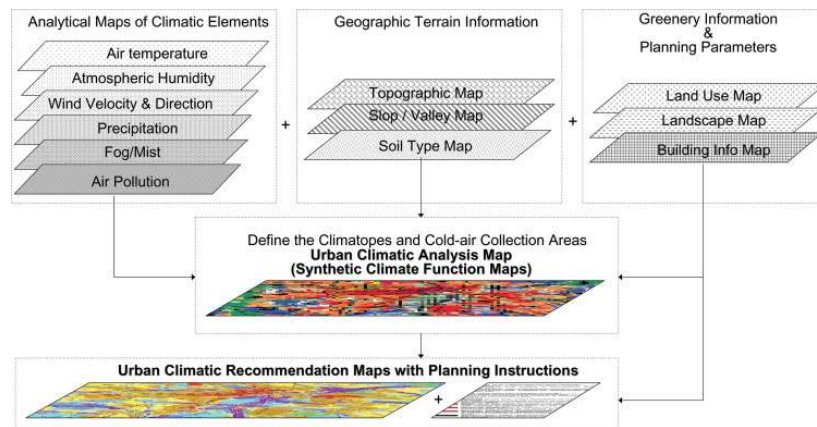 Analytical Maps of Climatic Elements
Air temperature
Atmospheric Humidity
Wind Velocity & Direction
Precipitation
Fog/Mist
Air Pollution
+
Geographic Terrain Information
Topographic Map
Slop / Valley Map
Soil Type Map
+
Greenery Information
&
Planning Parameters
Land Use Map
Landscape Map
Building Info Map
Define the Climatopes and Cold-air Collection Areas
Urban Climatic Analysis Map
(Synthetic Climate Function Maps)
Urban Climatic Recommendation Maps with Planning Instructions
+